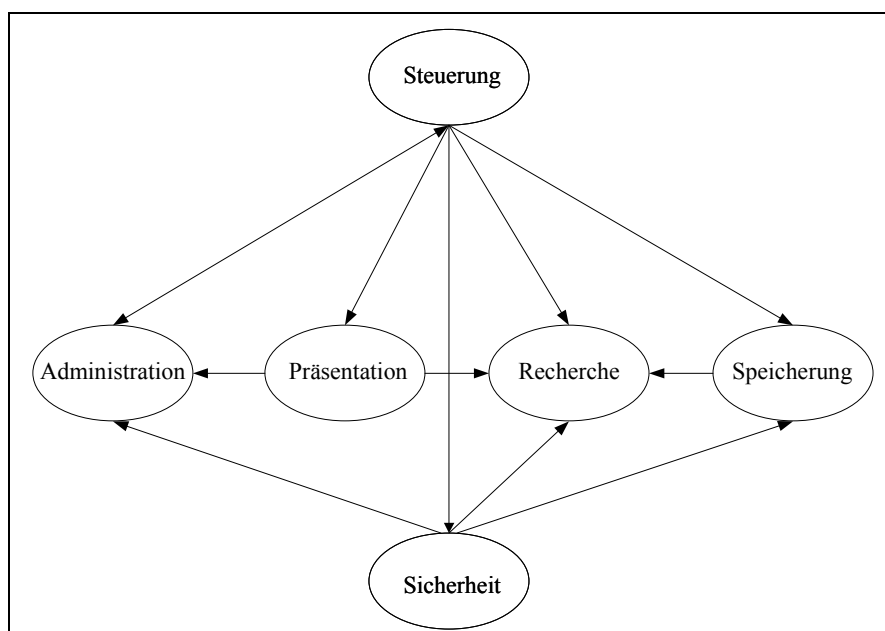 Steuerung
Administration
Präsentation
Recherche
Speicherung
Sicherheit